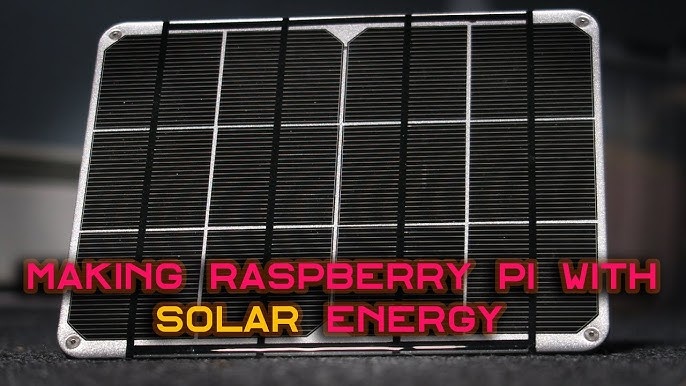 MAKING RASPBERRY PI WITH
SOLAR ENERGY